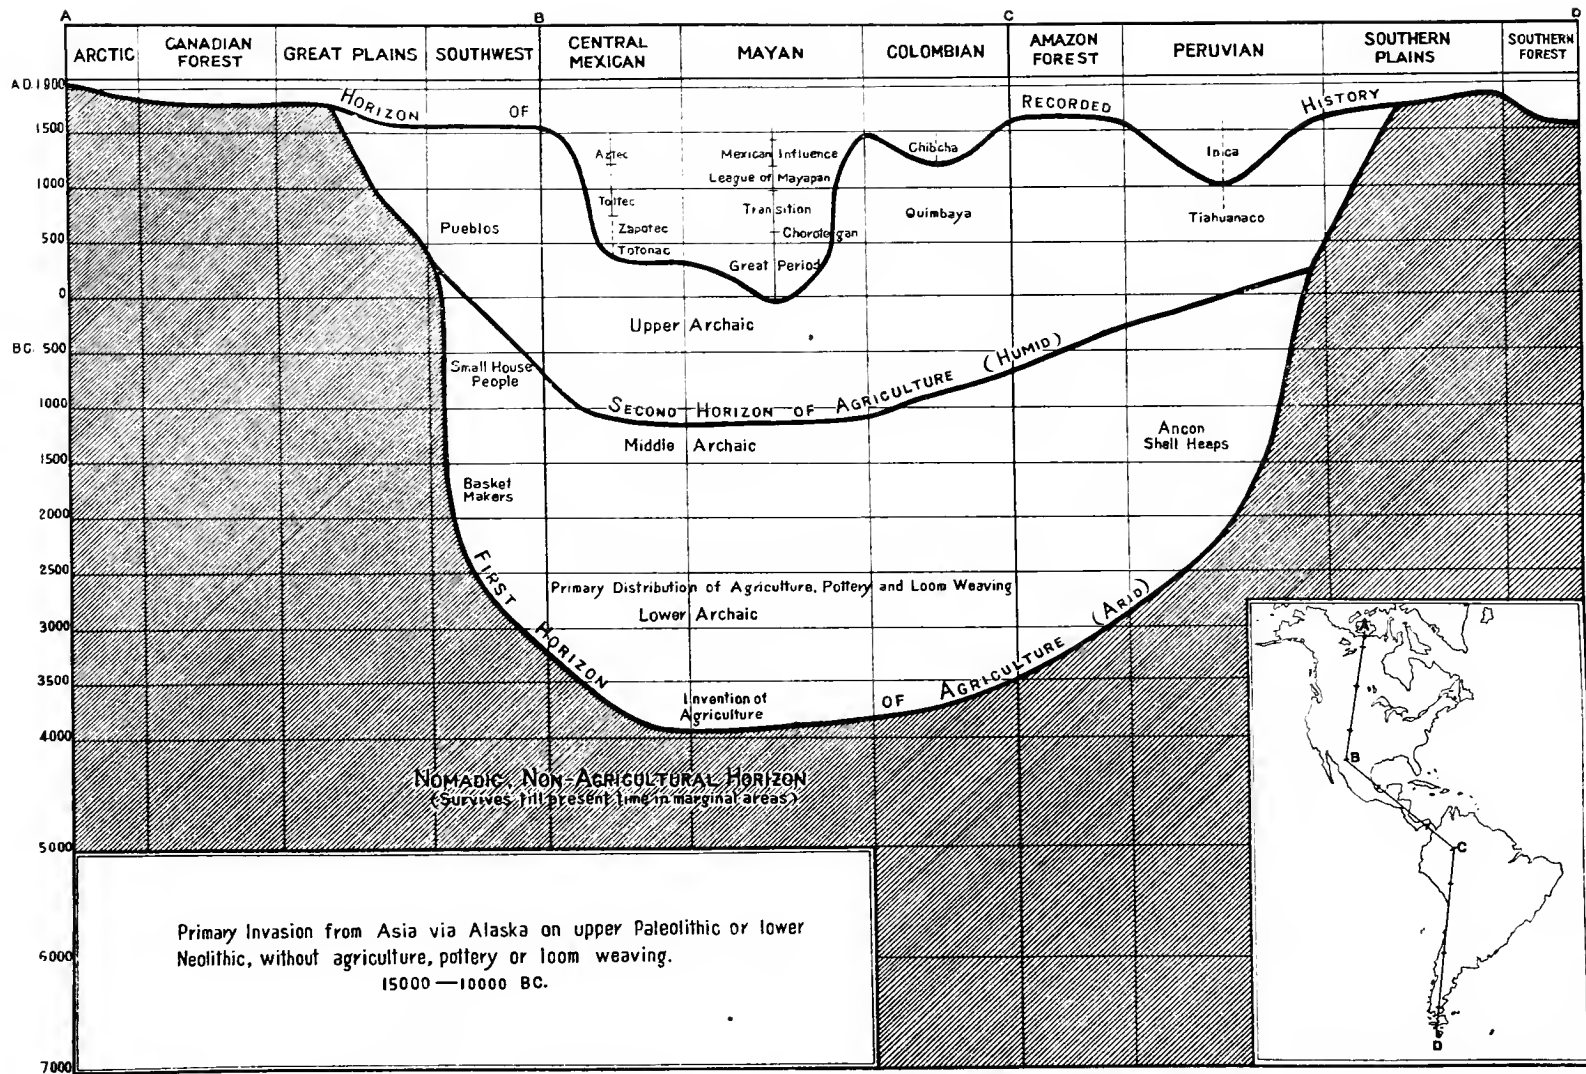 A B C D
ARCTIC CANADIAN FOREST GREAT PLAINS SOUTHWEST CENTRAL MEXICAN MAYAN COLOMBIAN AMAZON FOREST PERUVIAN SOUTHERN PLAINS SOUTHERN FOREST
A.D. 1900
HORIZON OF RECORDED HISTORY
1500
Aztec
Mexican Influence
Chibcha
Inca
League of Mayapan
1000
Toltec
Transition
Quimbaya
Tiahuanaco
Pueblos
Zapotec
Chorotegan
500
Totonac
Great Period
0
Upper Archaic
B.C. 500
Small House
People
SECOND HORIZON OF AGRICULTURE (HUMID)
1000
Middle Archaic
Ancon
Shell Heaps
1500
Basket
Makers
2000
2500
FIRST HORIZON OF AGRICULTURE (ARID)
Primary Distribution of Agriculture, Pottery and Loom Weaving
Lower Archaic
3000
3500
Invention of
Agriculture
4000
NOMADIC, NON-AGRICULTURAL HORIZON
(Survives till present time in marginal areas)
5000
Primary Invasion from Asia via Alaska on upper Paleolithic or lower
Neolithic, without agriculture, pottery or loom weaving.
15000—10000 BC.
6000
7000
A
B
C
D